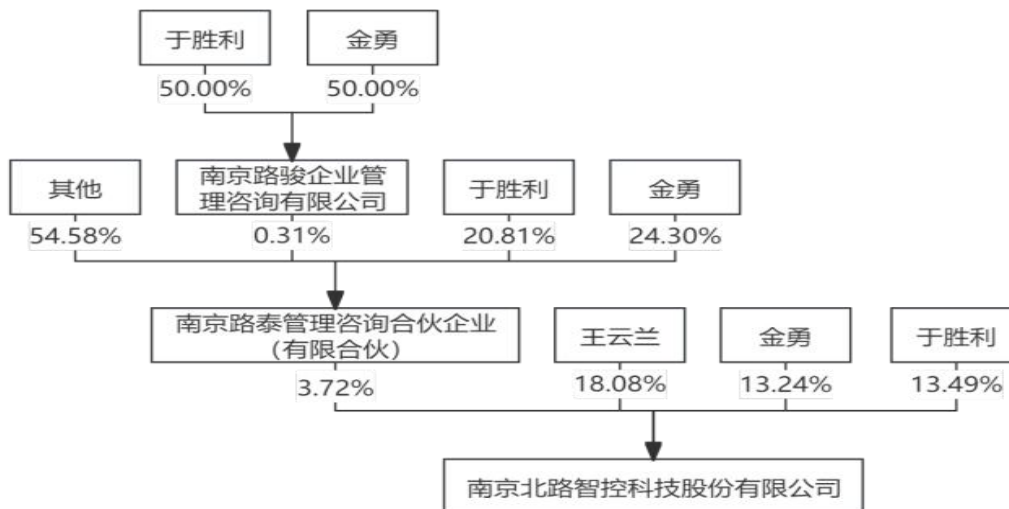 于胜利
金勇
50.00%
50.00%
其他
南京路骏企业管
理咨询有限公司
于胜利
金勇
54.58%
0.31%
20.81%
24.30%
南京路泰管理咨询合伙企业
（有限合伙）
王云兰
金勇
于胜利
3.72%
18.08%
13.24%
13.49%
南京北路智控科技股份有限公司